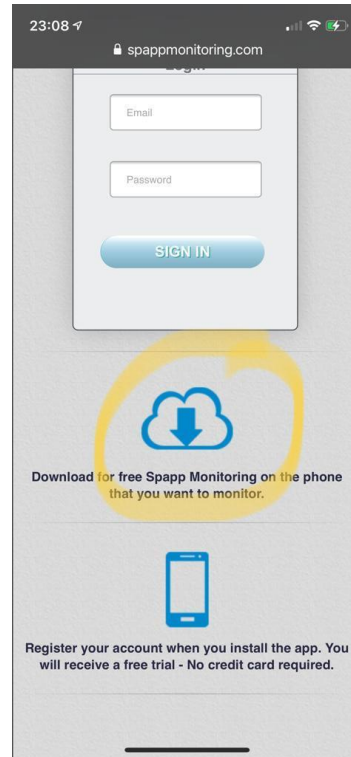 23:08
spappmonitoring.com
Login
Email
Password
SIGN IN
Download for free Spapp Monitoring on the phone
that you want to monitor.
Register your account when you install the app. You
will receive a free trial - No credit card required.